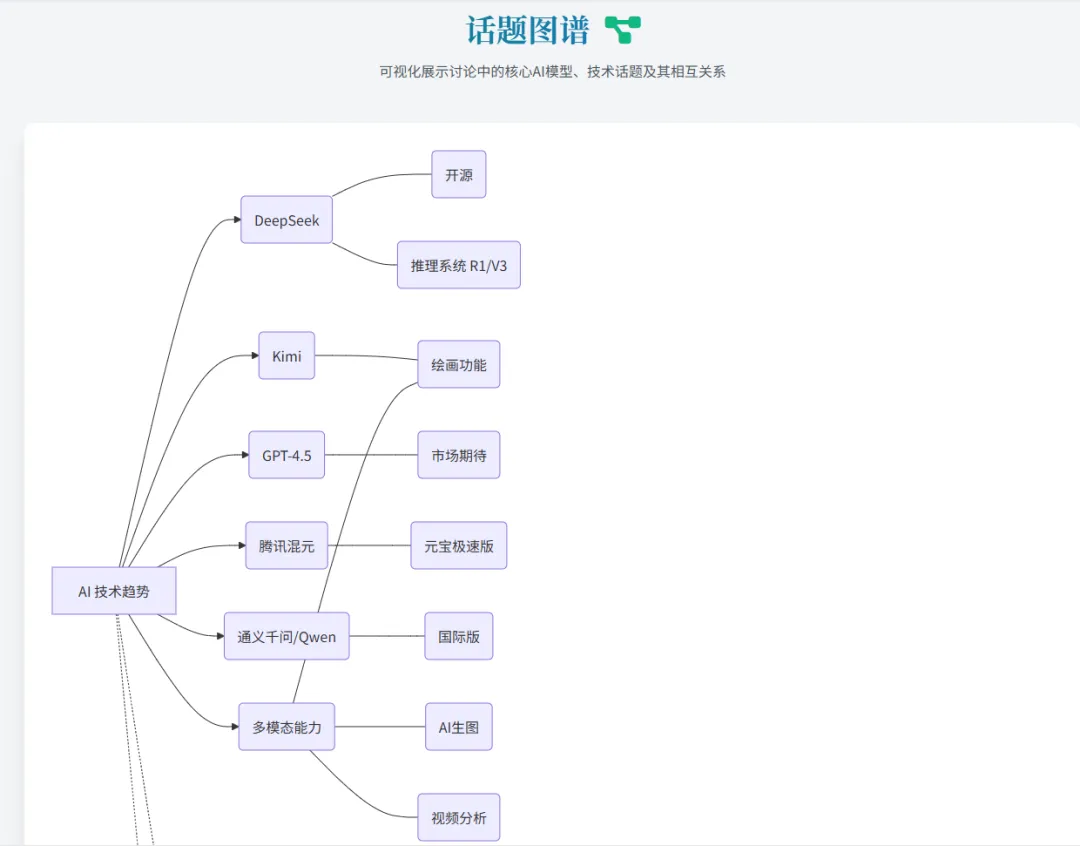 话题图谱
可视化展示讨论中的核心AI模型、技术话题及其相互关系
开源
DeepSeek
推理系统 R1/V3
Kimi
绘画功能
GPT-4.5
市场期待
腾讯混元
元宝极速版
AI 技术趋势
通义千问/Qwen
国际版
多模态能力
AI生图
视频分析